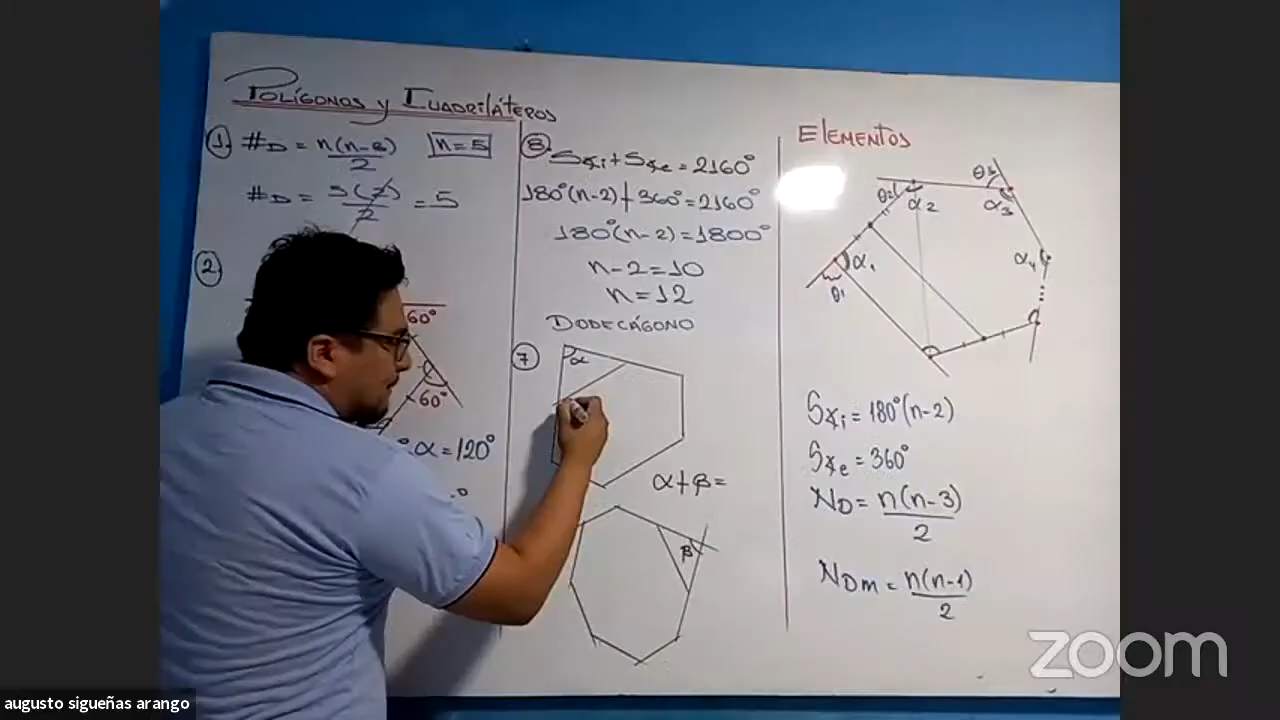 Polígonos y Cuadriláteros
1. #D = n(n-3)/2 n=5
#D = 5(2)/2 = 5
2
60°
60°
α=120°
8. S∢i + S∢e = 2160°
180°(n-2)+360°=2160°
180°(n-2)=1800°
n-2=10
n=12
Dodecágono
7
α
α+β=
β
Elementos
θ2 α2
θ3
α3
α1
θ1
α4
S∢i = 180°(n-2)
S∢e = 360°
ND = n(n-3)/2
NDm = n(n-1)/2
zoom
augusto sigueñas arango